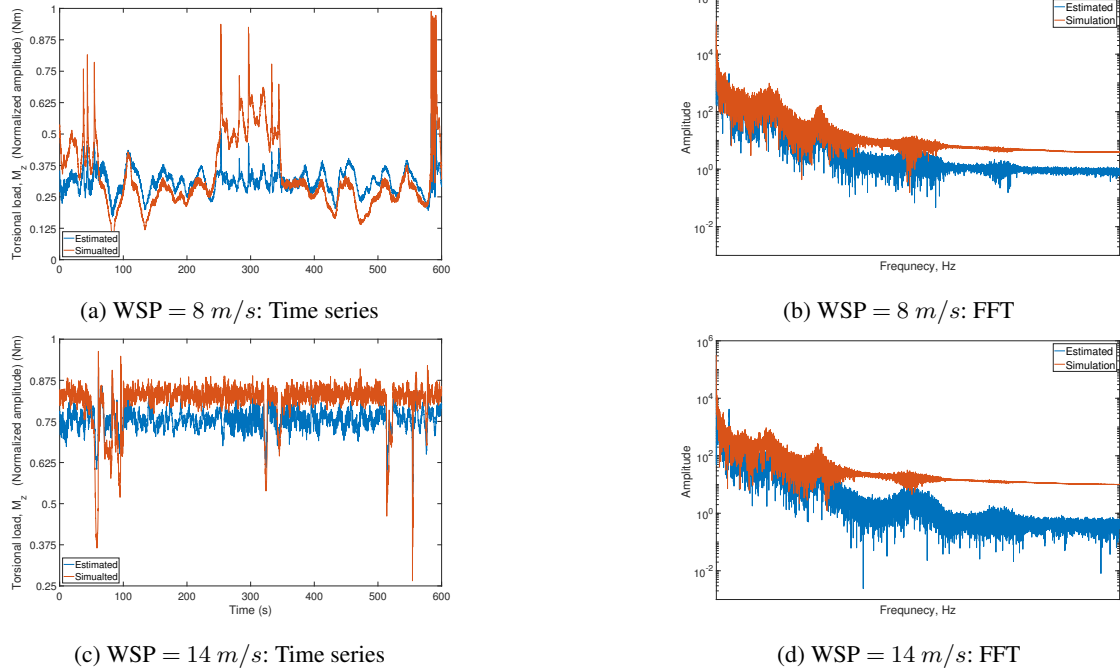 1
0.875
0.75
0.625
0.5
0.375
0.25
0.125
0
0 100 200 300 400 500 600
Torsional load, M_z (Normalized amplitude) (Nm)
Estimated
Simualted
(a) WSP = 8 m/s: Time series
10^4
10^2
10^0
10^-2
Amplitude
Frequnecy, Hz
Estimated
Simulation
(b) WSP = 8 m/s: FFT
1
0.875
0.75
0.625
0.5
0.375
0.25
0 100 200 300 400 500 600
Torsional load, M_z (Normalized amplitude) (Nm)
Time (s)
Estimated
Simualted
(c) WSP = 14 m/s: Time series
10^6
10^4
10^2
10^0
10^-2
Amplitude
Frequnecy, Hz
Estimated
Simulation
(d) WSP = 14 m/s: FFT